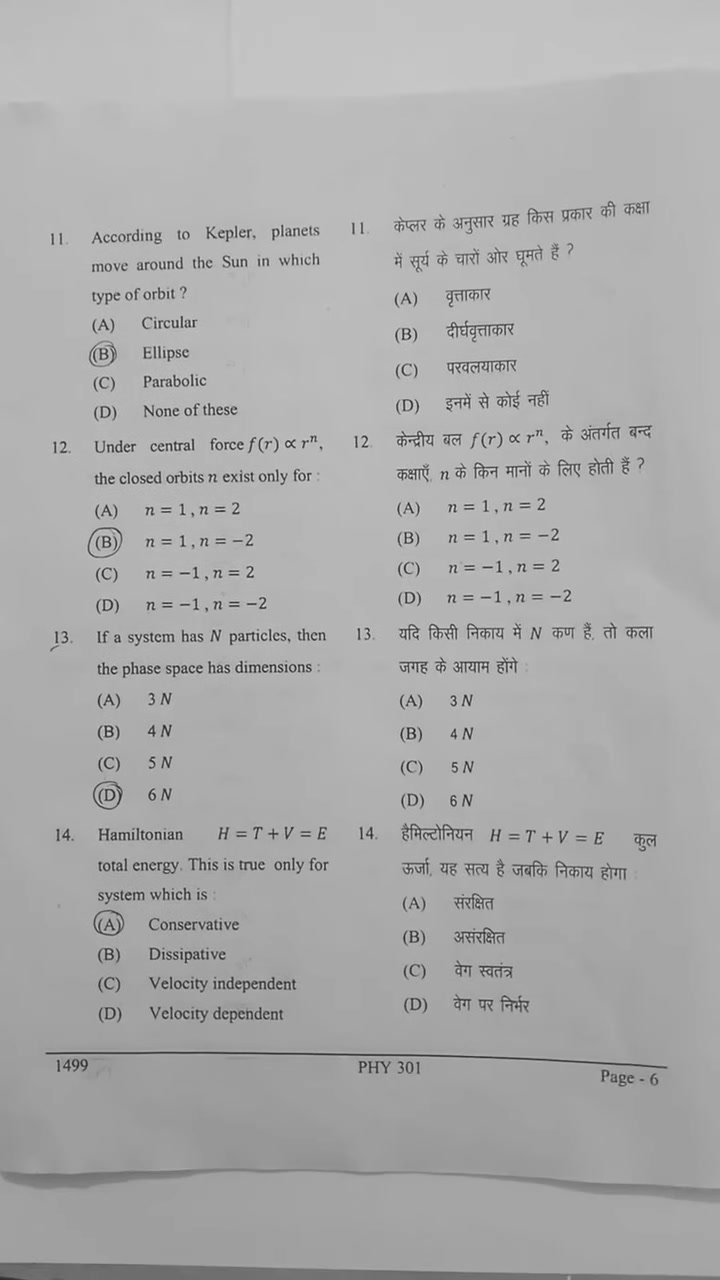 11. According to Kepler, planets
move around the Sun in which
type of orbit ?
(A) Circular
(B) Ellipse
(C) Parabolic
(D) None of these
12. Under central force f(r) ∝ rⁿ,
the closed orbits n exist only for :
(A) n = 1 , n = 2
(B) n = 1 , n = −2
(C) n = −1 , n = 2
(D) n = −1 , n = −2
13. If a system has N particles, then
the phase space has dimensions :
(A) 3 N
(B) 4 N
(C) 5 N
(D) 6 N
14. Hamiltonian H = T + V = E
total energy. This is true only for
system which is :
(A) Conservative
(B) Dissipative
(C) Velocity independent
(D) Velocity dependent
11. केप्लर के अनुसार ग्रह किस प्रकार की कक्षा
में सूर्य के चारों ओर घूमते हैं ?
(A) वृत्ताकार
(B) दीर्घवृत्ताकार
(C) परवलयाकार
(D) इनमें से कोई नहीं
12. केन्द्रीय बल f(r) ∝ rⁿ, के अंतर्गत बन्द
कक्षाएँ, n के किन मानों के लिए होती हैं ?
(A) n = 1 , n = 2
(B) n = 1 , n = −2
(C) n = −1 , n = 2
(D) n = −1 , n = −2
13. यदि किसी निकाय में N कण हैं, तो कला
जगह के आयाम होंगे :
(A) 3 N
(B) 4 N
(C) 5 N
(D) 6 N
14. हैमिल्टोनियन H = T + V = E कुल
ऊर्जा, यह सत्य है जबकि निकाय होगा :
(A) संरक्षित
(B) असंरक्षित
(C) वेग स्वतंत्र
(D) वेग पर निर्भर
1499 PHY 301 Page - 6